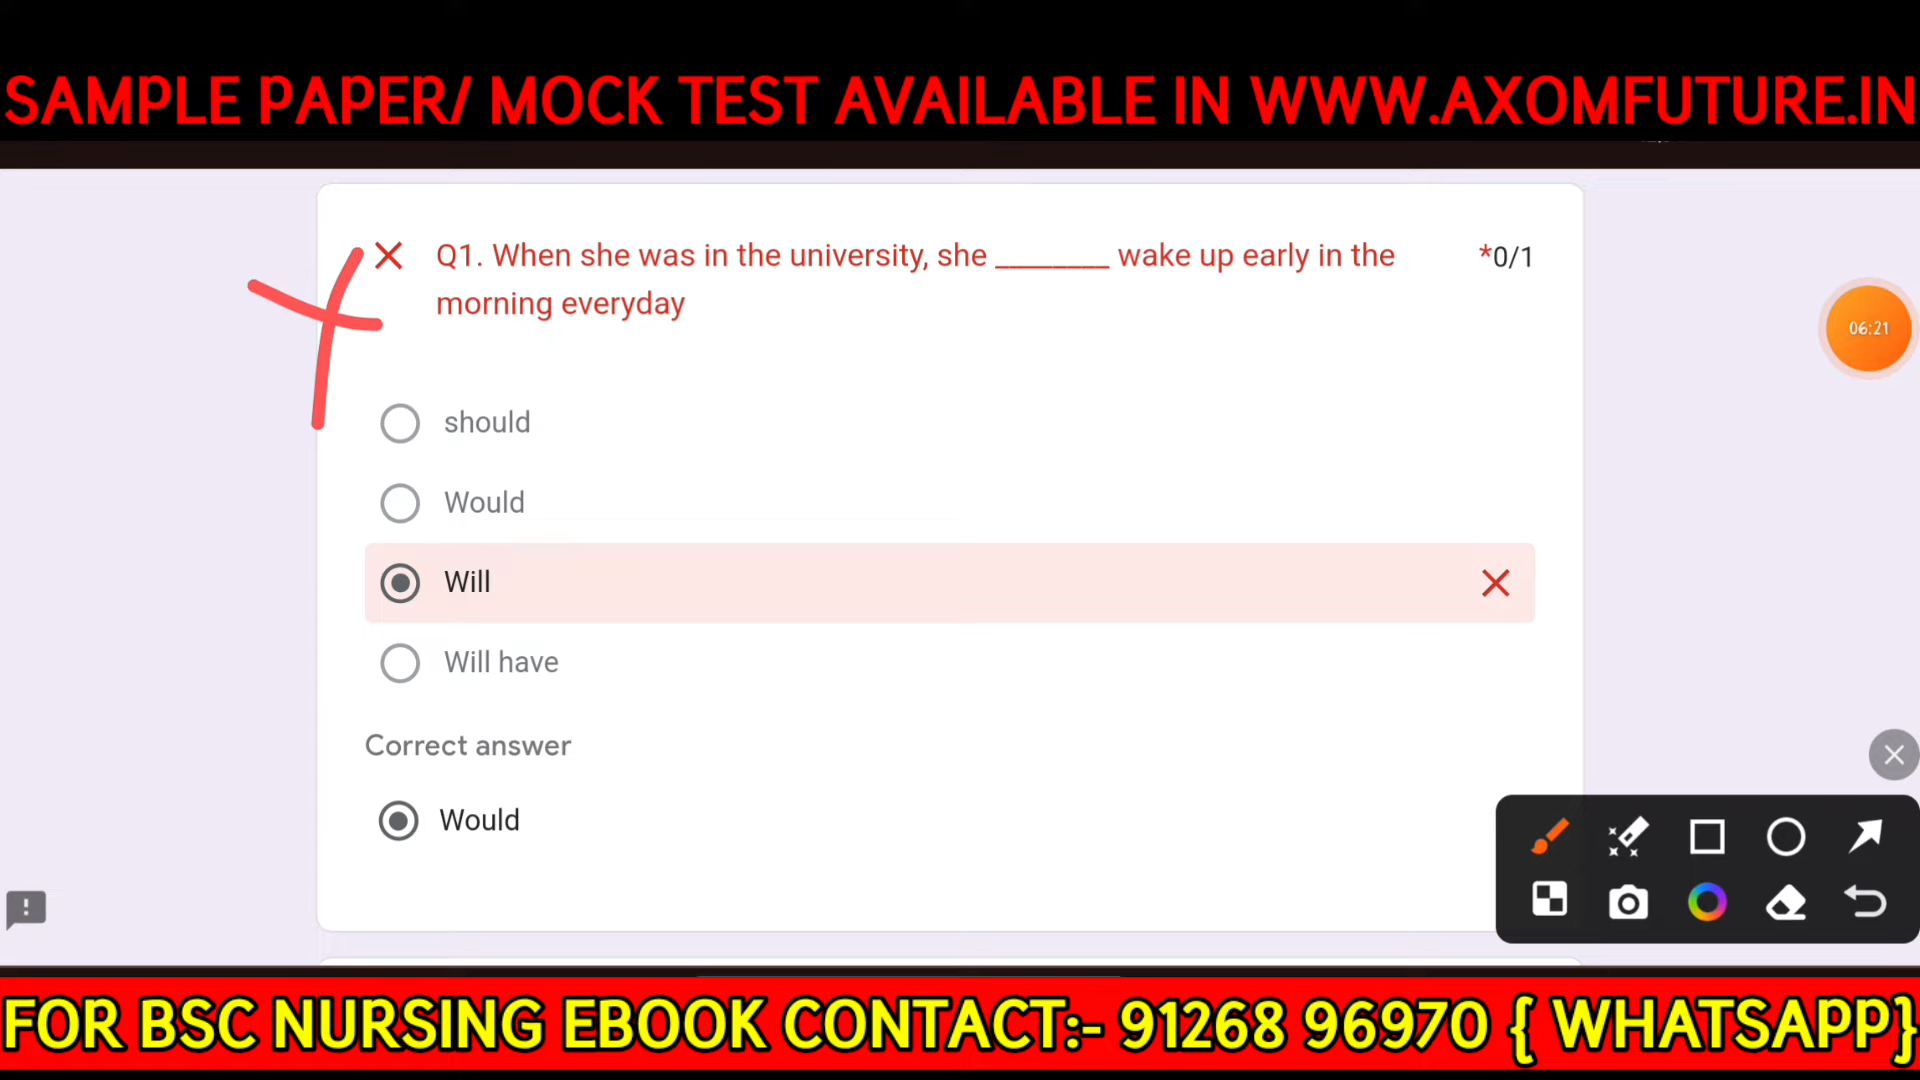 SAMPLE PAPER/ MOCK TEST AVAILABLE IN WWW.AXOMFUTURE.IN
Q1. When she was in the university, she ________ wake up early in the
morning everyday
*0/1
06:21
should
Would
Will
Will have
Correct answer
Would
FOR BSC NURSING EBOOK CONTACT:- 91268 96970 { WHATSAPP}